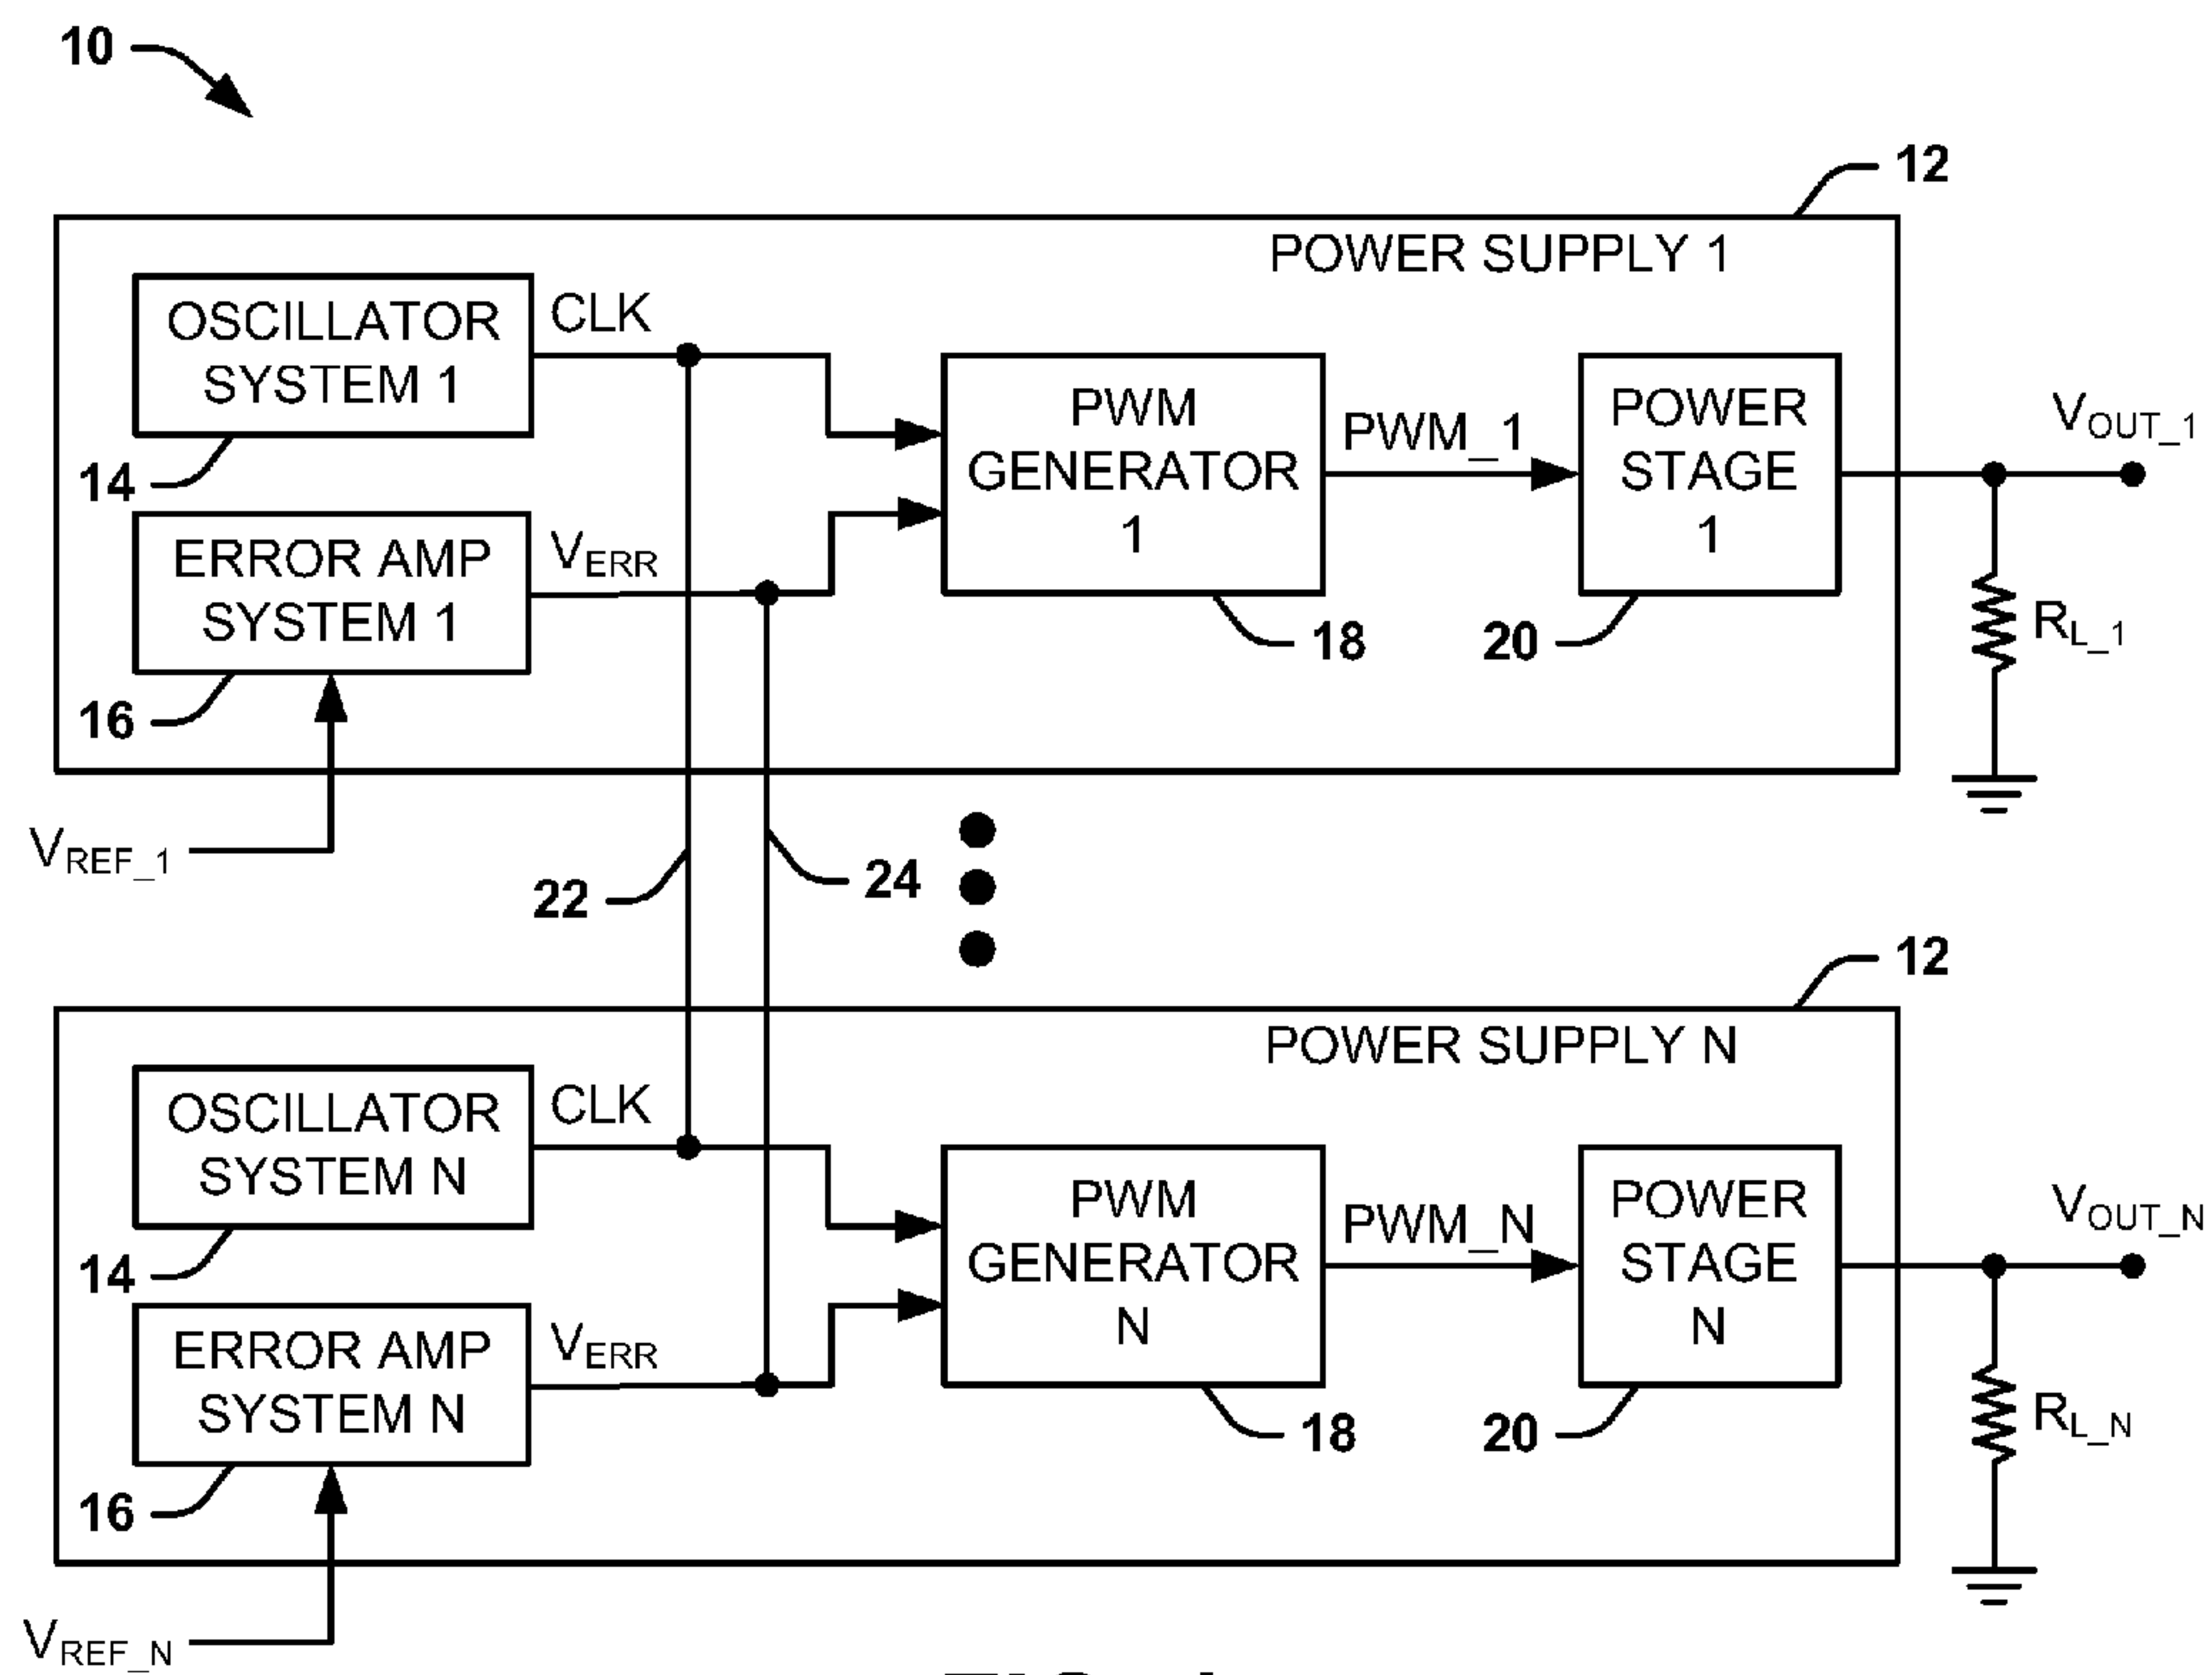 10
12
POWER SUPPLY 1
OSCILLATOR
SYSTEM 1
CLK
14
ERROR AMP
SYSTEM 1
VERR
16
VREF_1
PWM
GENERATOR
1
18
PWM_1
POWER
STAGE
1
20
VOUT_1
RL_1
22
24
12
POWER SUPPLY N
OSCILLATOR
SYSTEM N
CLK
14
ERROR AMP
SYSTEM N
VERR
16
VREF_N
PWM
GENERATOR
N
18
PWM_N
POWER
STAGE
N
20
VOUT_N
RL_N